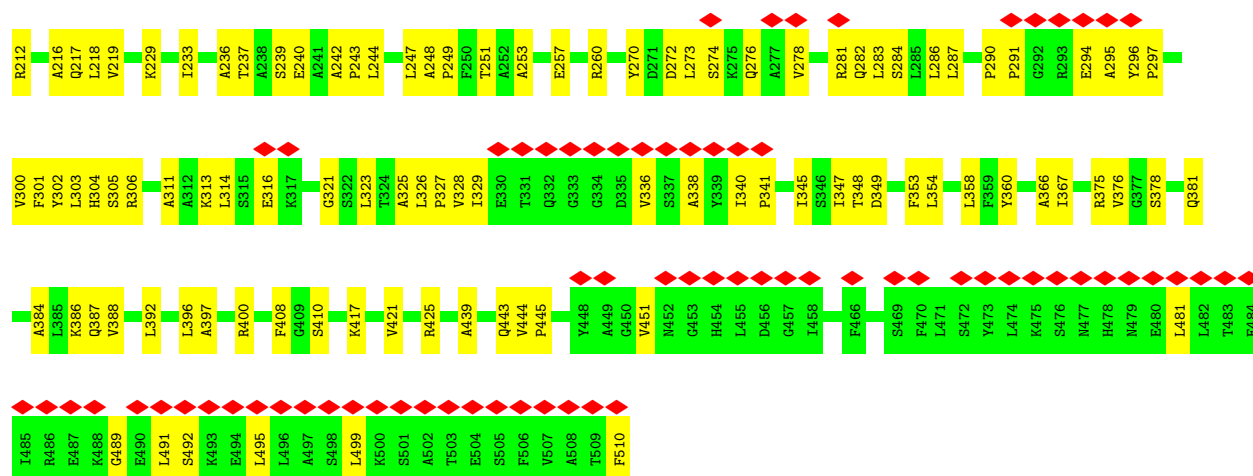 R212 A216 Q217 L218 V219 K229 I233 A236 T237 A238 S239 E240 A241 A242 P243 L244 L247 A248 P249 F250 T251 A252 A253 E257 R260 Y270 D271 D272 L273 S274 K275 Q276 A277 V278 R281 Q282 L283 S284 L285 L286 L287 P290 P291 G292 R293 E294 A295 Y296 P297
V300 F301 Y302 L303 H304 S305 R306 A311 A312 K313 L314 S315 E316 K317 G321 S322 L323 T324 A325 L326 P327 V328 I329 E330 T331 Q332 G333 G334 D335 V336 S337 A338 Y339 I340 P341 I345 S346 I347 T348 D349 F353 L354 L358 F359 Y360 A366 I367 R375 V376 G377 S378 Q381
A384 L385 K386 Q387 V388 L392 L396 A397 R400 F408 G409 S410 K417 V421 R425 A439 Q443 V444 P445 Y448 A449 G450 V451 N452 G453 H454 L455 D456 G457 I458 F466 S469 F470 L471 S472 Y473 L474 K475 S476 N477 H478 N479 E480 L481 L482 T483 E484
I485 R486 E487 K488 G489 E490 L491 S492 K493 E494 L495 L496 A497 S498 L499 K500 S501 A502 T503 E504 S505 F506 V507 A508 T509 F510